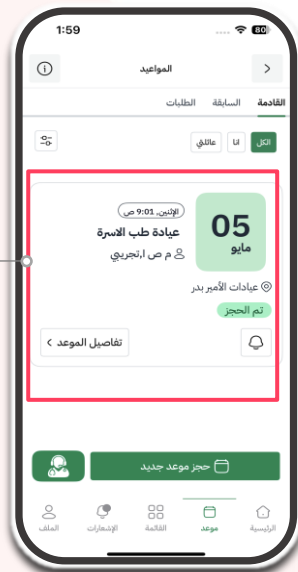 1:59
80
المواعيد
القادمة السابقة الطلبات
الكل انا عائلتي
05
مايو
الإثنين, 9:01 ص
عيادة طب الاسرة
م ص ا,تجريبي
عيادات الأمير بدر
تم الحجز
تفاصيل الموعد >
حجز موعد جديد
الرئيسية موعد القائمة الإشعارات الملف